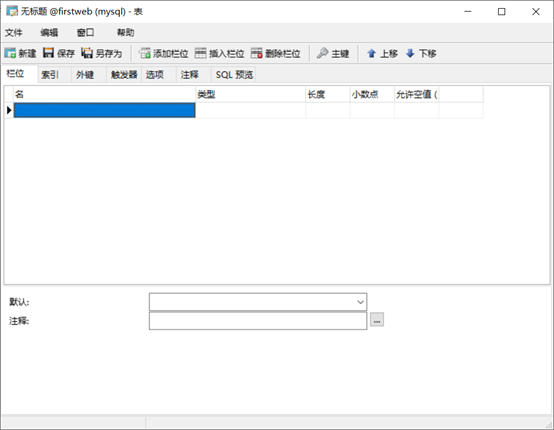 无标题 @firstweb (mysql) - 表
文件 编辑 窗口 帮助
新建 保存 另存为 添加栏位 插入栏位 删除栏位 主键 上移 下移
栏位 索引 外键 触发器 选项 注释 SQL 预览
名 类型 长度 小数点 允许空值 (
默认:
注释:
...